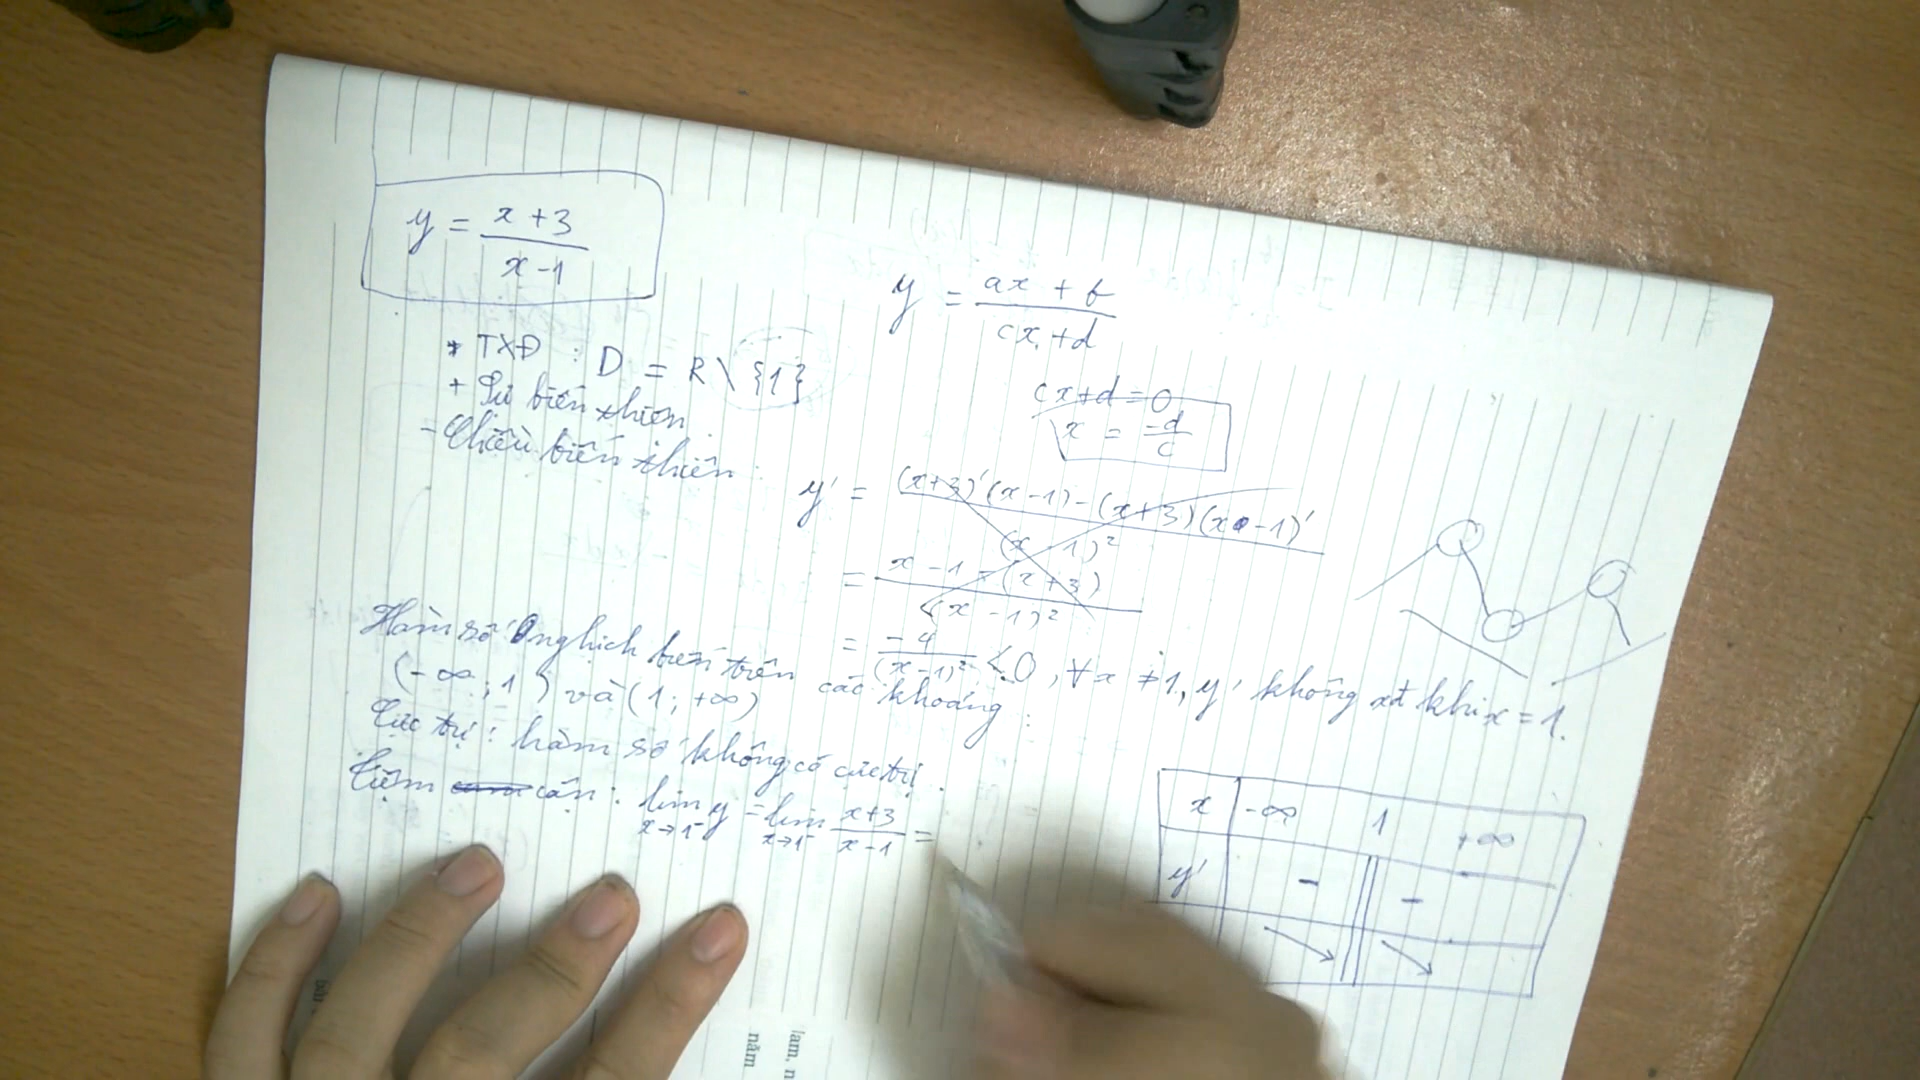 y = x + 3
x - 1
y = ax + b
cx + d
+ TXĐ : D = R \ {1}
cx + d = 0
+ Sự biến thiên
x = -d
c
- Chiều biến thiên :
y' = (x+3)'(x-1) - (x+3)(x-1)'
(x - 1)²
= x - 1 - (x+3)
(x - 1)²
= -4
(x-1)² < 0, ∀x ≠ 1, y' không xđ khi x = 1.
Hàm số nghịch biến trên các khoảng :
(-∞ ; 1) và (1 ; +∞)
Cực trị : hàm số không có cực trị.
Tiệm cận : lim y = lim x+3 =
x→1⁻ x→1⁻ x-1
x -∞ 1 +∞
y' - -
năm